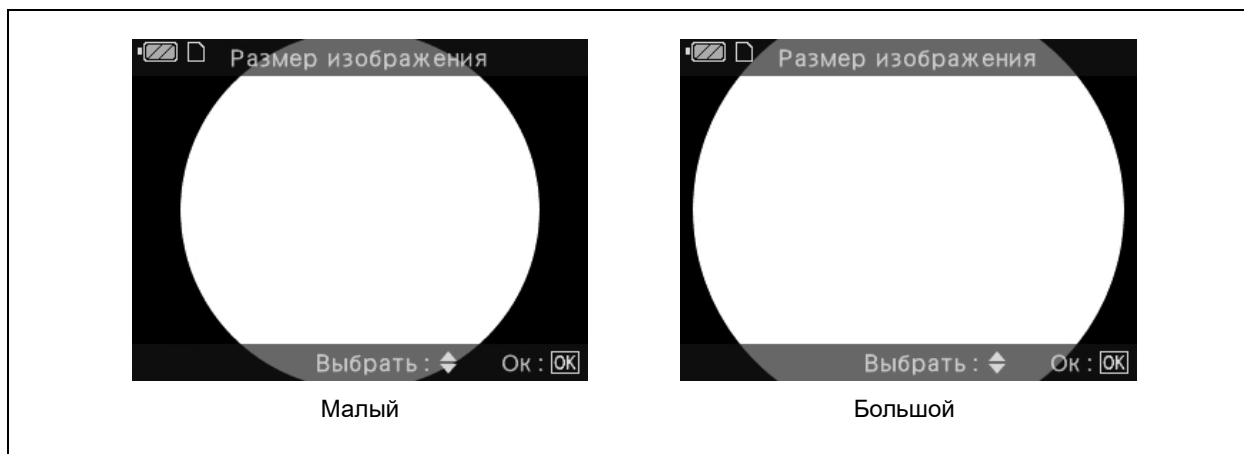 Размер изображения
Выбрать : Ок : OK
Малый
Размер изображения
Выбрать : Ок : OK
Большой